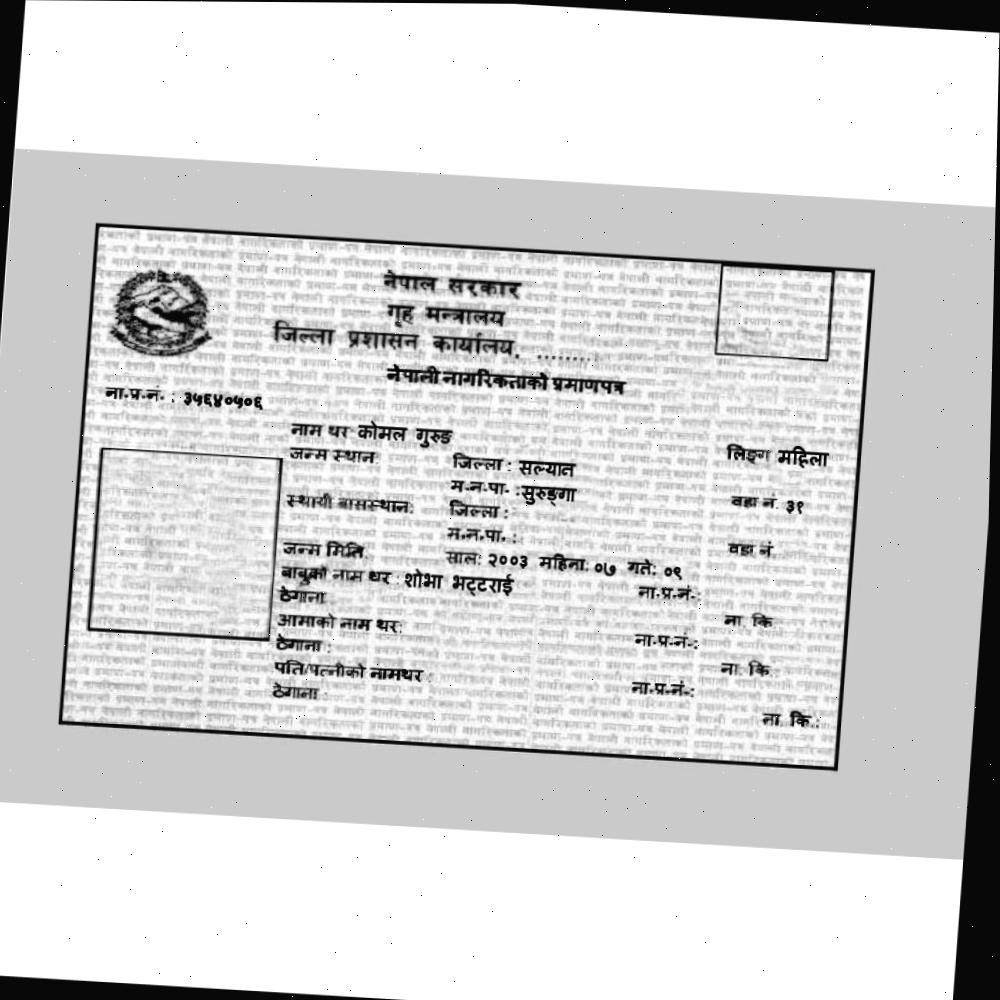 नेपाल सरकार
गृह मन्त्रालय
जिल्ला प्रशासन कार्यालय, ........
नेपाली नागरिकताको प्रमाणपत्र
ना.प्र.नं. : ३५६४०५०६
नाम थर कोमल गुरुङ लिङ्ग महिला
जन्म स्थान: जिल्ला : सल्यान
म.न.पा. : सुरुङ्गा वडा नं. ३१
स्थायी बासस्थान: जिल्ला :
म.न.पा. : वडा नं.
जन्म मिति: साल: २००३ महिना: ०७ गते: ०९
बाबुको नाम थर : शोभा भट्टराई ना.प्र.नं.:
ठेगाना ना. कि.
आमाको नाम थर: ना.प्र.नं.:
ठेगाना : ना. कि.:
पति/पत्नीको नामथर : ना.प्र.नं.:
ठेगाना : ना. कि.: